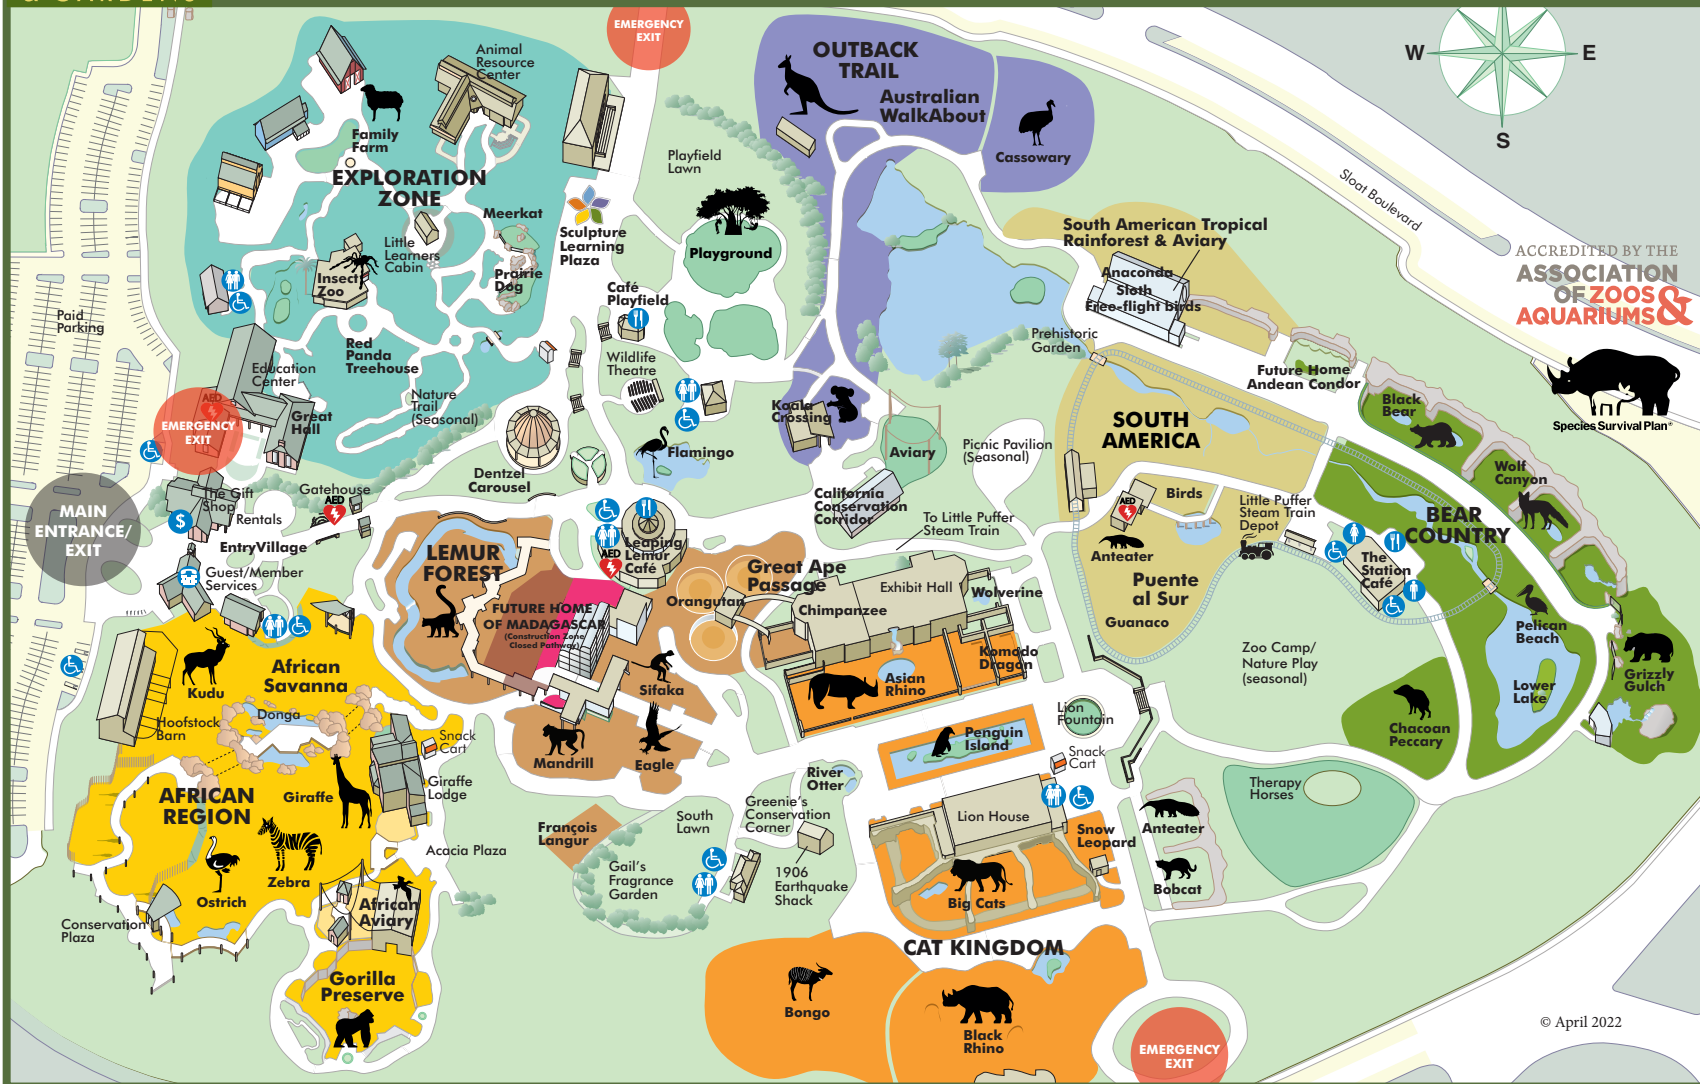 & GARDENS
EMERGENCY
EXIT
OUTBACK
TRAIL
Australian
WalkAbout
Cassowary
W
E
S
Animal
Resource
Center
Family
Farm
EXPLORATION
ZONE
Little
Learners
Cabin
Meerkat
Prairie
Dog
Insect
Zoo
Sculpture
Learning
Plaza
Playfield
Lawn
Playground
Café
Playfield
Wildlife
Theatre
Red
Panda
Treehouse
Nature
Trail
(Seasonal)
Education
Center
Great
Hall
Paid
Parking
AED
EMERGENCY
EXIT
MAIN
ENTRANCE/
EXIT
The Gift
Shop
$
Rentals
Gatehouse
AED
EntryVillage
Guest/Member
Services
Dentzel
Carousel
Flamingo
Koala
Crossing
Aviary
Picnic Pavilion
(Seasonal)
California
Conservation
Corridor
To Little Puffer
Steam Train
Sloat Boulevard
South American Tropical
Rainforest & Aviary
Anaconda
Sloth
Free-flight birds
Prehistoric
Garden
Future Home
Andean Condor
ACCREDITED BY THE
ASSOCIATION
OF ZOOS
& AQUARIUMS
Species Survival Plan®
Black
Bear
Wolf
Canyon
BEAR
COUNTRY
SOUTH
AMERICA
AED
Birds
Anteater
Puente
al Sur
Guanaco
Little Puffer
Steam Train
Depot
The
Station
Café
Pelican
Beach
Lower
Lake
Grizzly
Gulch
Chacoan
Peccary
Zoo Camp/
Nature Play
(seasonal)
LEMUR
FOREST
AED
Leaping
Lemur
Café
FUTURE HOME
OF MADAGASCAR
(Construction Zone
Closed Pathway)
Orangutan
Great Ape
Passage
Chimpanzee
Exhibit Hall
Wolverine
Komodo
Dragon
Asian
Rhino
Sifaka
Mandrill
Eagle
Kudu
African
Savanna
Hoofstock
Barn
Donga
Snack
Cart
Giraffe
Lodge
Giraffe
AFRICAN
REGION
Zebra
Ostrich
Acacia Plaza
African
Aviary
Conservation
Plaza
Gorilla
Preserve
François
Langur
Gail's
Fragrance
Garden
South
Lawn
Greenie's
Conservation
Corner
River
Otter
1906
Earthquake
Shack
Penguin
Island
Lion
Fountain
Snack
Cart
Lion House
Snow
Leopard
Big Cats
CAT KINGDOM
Anteater
Bobcat
Therapy
Horses
Bongo
Black
Rhino
EMERGENCY
EXIT
© April 2022